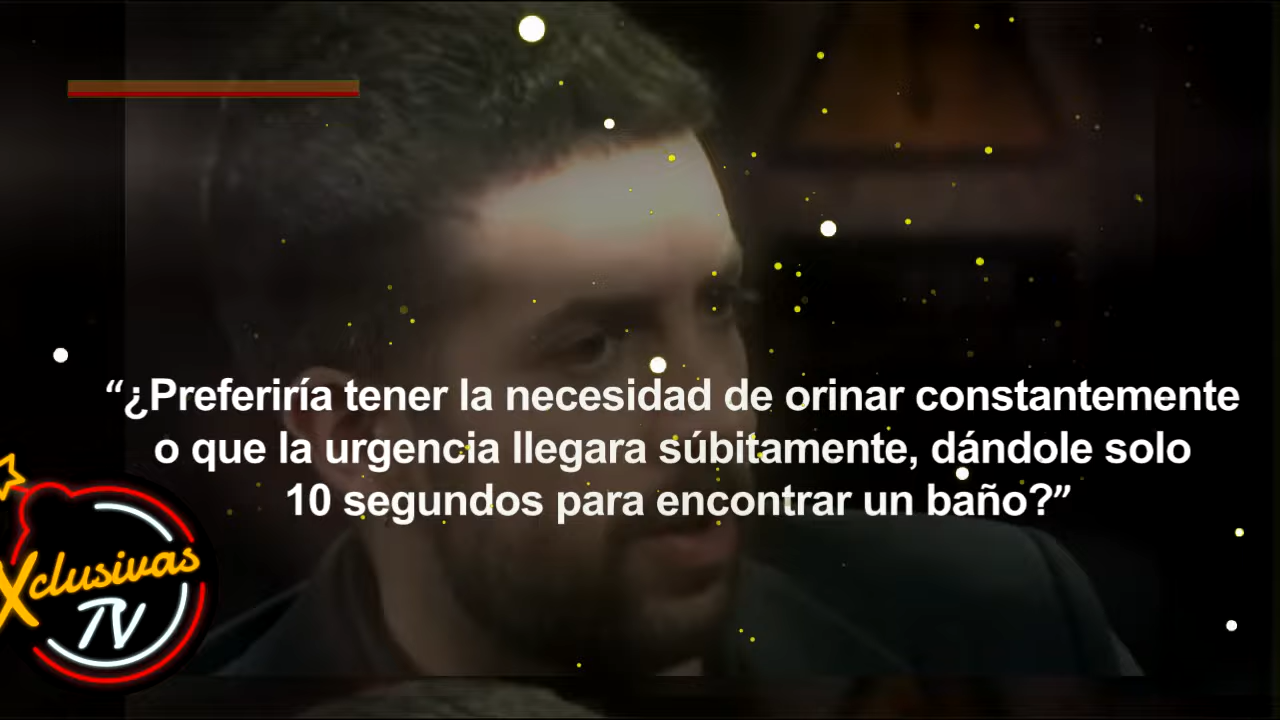 “¿Preferiría tener la necesidad de orinar constantemente
o que la urgencia llegara súbitamente, dándole solo
10 segundos para encontrar un baño?”
Xclusivas
TV